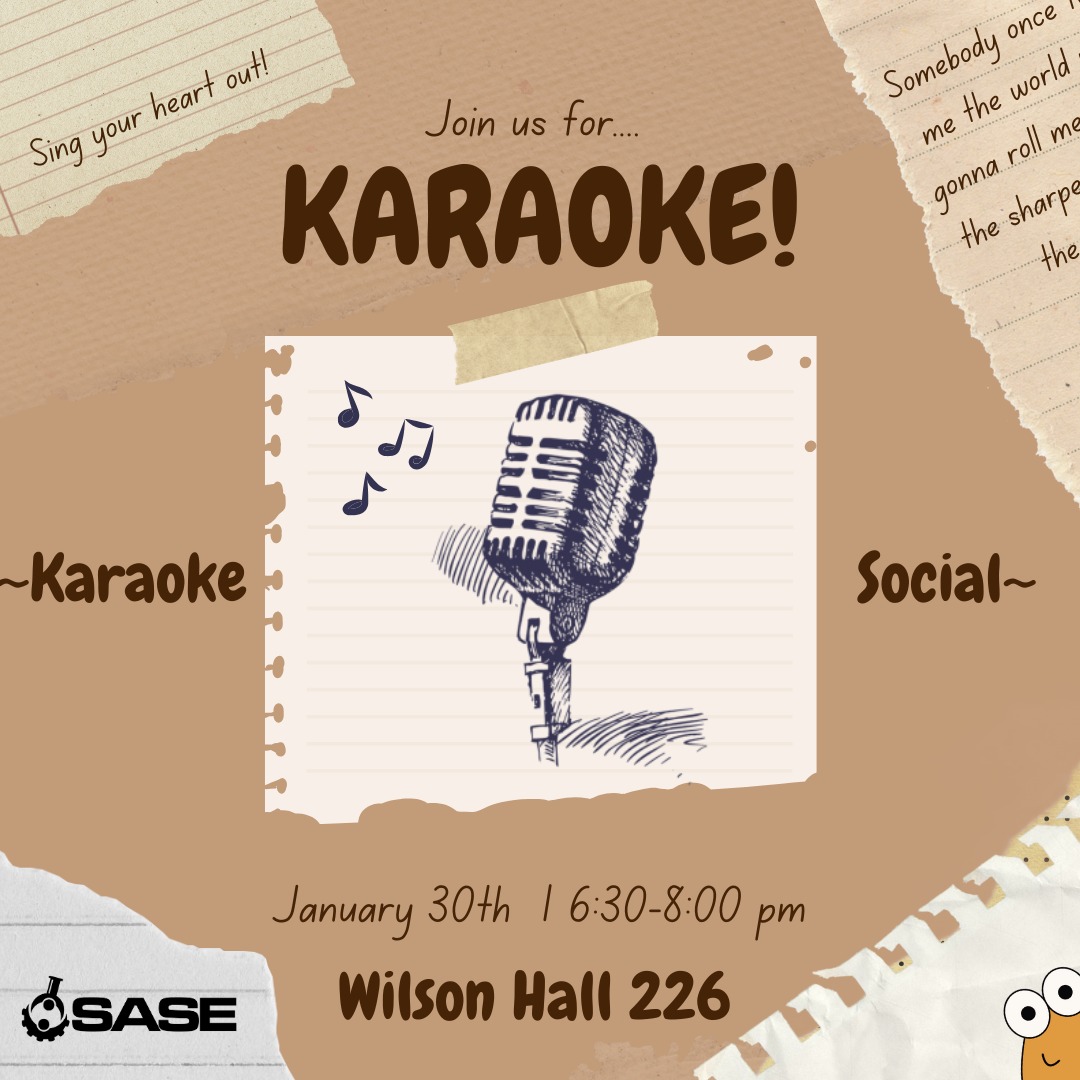 Sing your heart out!
Somebody once
me the world
gonna roll me
the sharpe
the
Join us for....
KARAOKE!
~Karaoke
Social~
January 30th | 6:30-8:00 pm
Wilson Hall 226
SASE